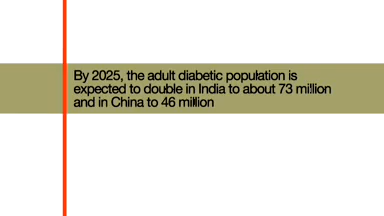 By 2025, the adult diabetic population is
expected to double in India to about 73 million
and in China to 46 million